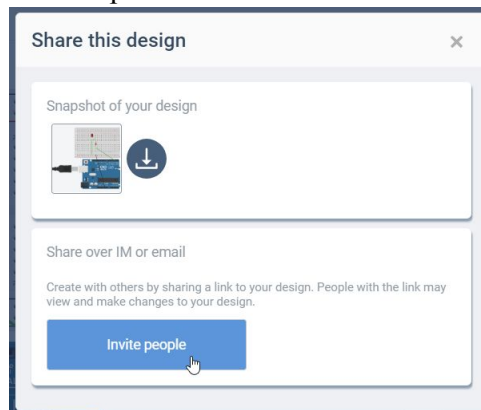 Share this design
Snapshot of your design
Share over IM or email
Create with others by sharing a link to your design. People with the link may
view and make changes to your design.
Invite people